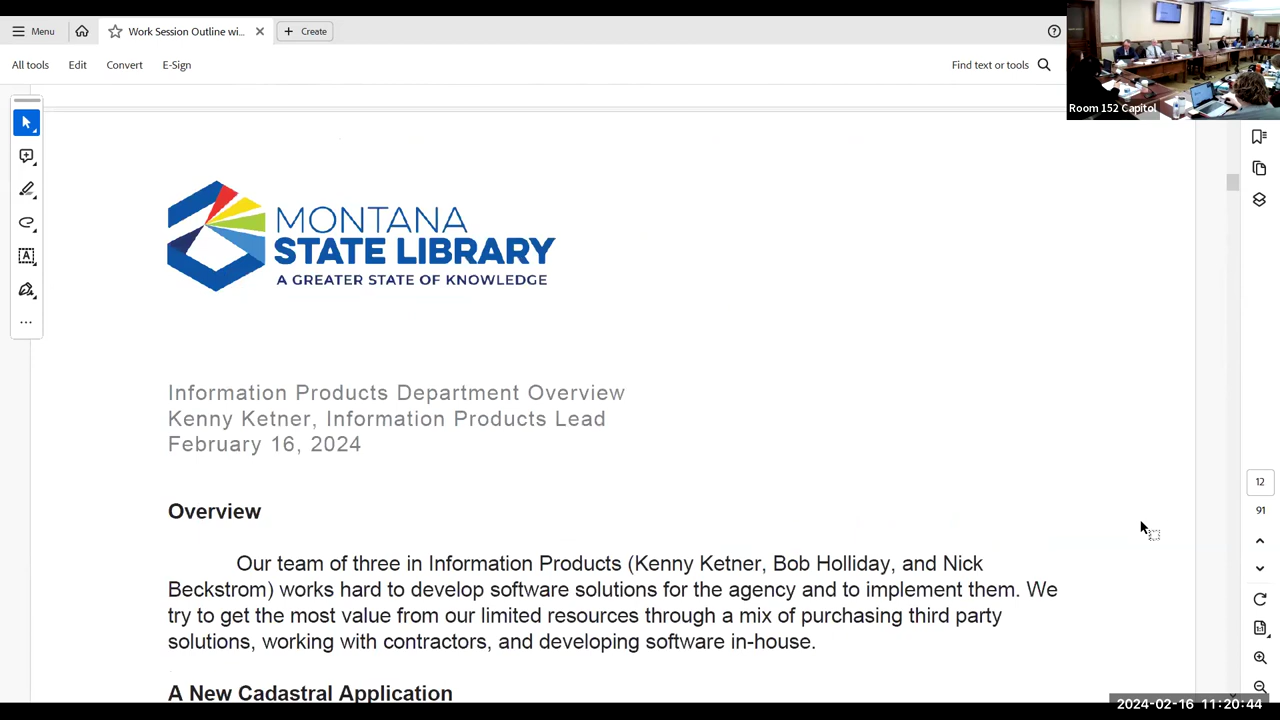 Menu
Work Session Outline wi...
Create
All tools
Edit
Convert
E-Sign
Find text or tools
Room 152 Capitol
MONTANA
STATE LIBRARY
A GREATER STATE OF KNOWLEDGE
Information Products Department Overview
Kenny Ketner, Information Products Lead
February 16, 2024
Overview
Our team of three in Information Products (Kenny Ketner, Bob Holliday, and Nick
Beckstrom) works hard to develop software solutions for the agency and to implement them. We
try to get the most value from our limited resources through a mix of purchasing third party
solutions, working with contractors, and developing software in-house.
A New Cadastral Application
12
91
2024-02-16 11:20:44